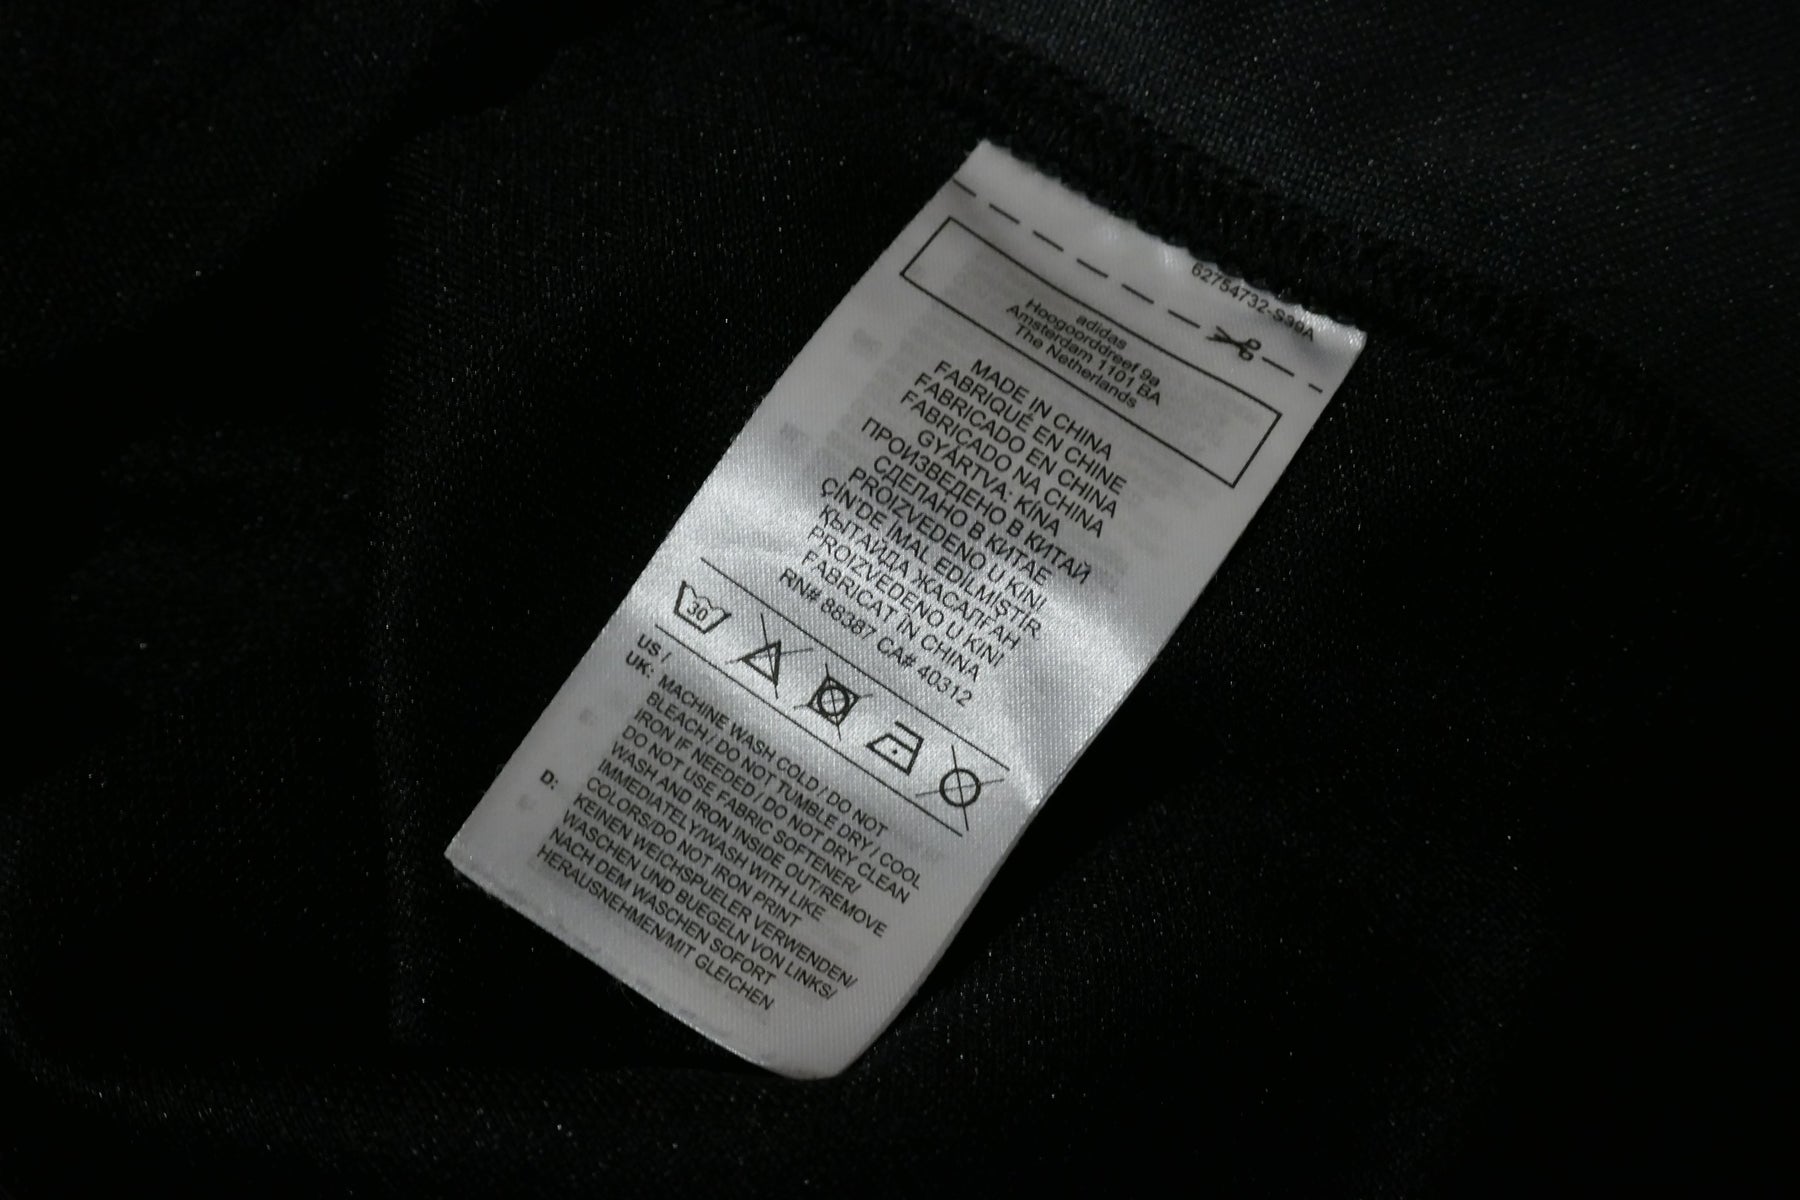 62754732-S39A
adidas
Hoogoorddreef 9a
Amsterdam 1101 BA
The Netherlands
MADE IN CHINA
FABRIQUÉ EN CHINE
FABRICADO EN CHINA
FABRICADO NA CHINA
GYÁRTVA: KÍNA
ПРОИЗВЕДЕНО В КИТАЙ
СДЕЛАНО В КИТАЕ
PROIZVEDENO U KINI
ÇİN'DE İMAL EDİLMİŞTİR.
ҚЫТАЙДА ЖАСАЛҒАН
PROIZVEDENO U KINI
FABRICAT ÎN CHINA
RN# 88387 CA# 40312
30
US /
UK: MACHINE WASH COLD / DO NOT
BLEACH / DO NOT TUMBLE DRY / COOL
IRON IF NEEDED / DO NOT DRY CLEAN
DO NOT USE FABRIC SOFTENER/
WASH AND IRON INSIDE OUT/REMOVE
IMMEDIATELY/WASH WITH LIKE
COLORS/DO NOT IRON PRINT
D: KEINEN WEICHSPUELER VERWENDEN/
WASCHEN UND BUEGELN VON LINKS/
NACH DEM WASCHEN SOFORT
HERAUSNEHMEN/MIT GLEICHEN